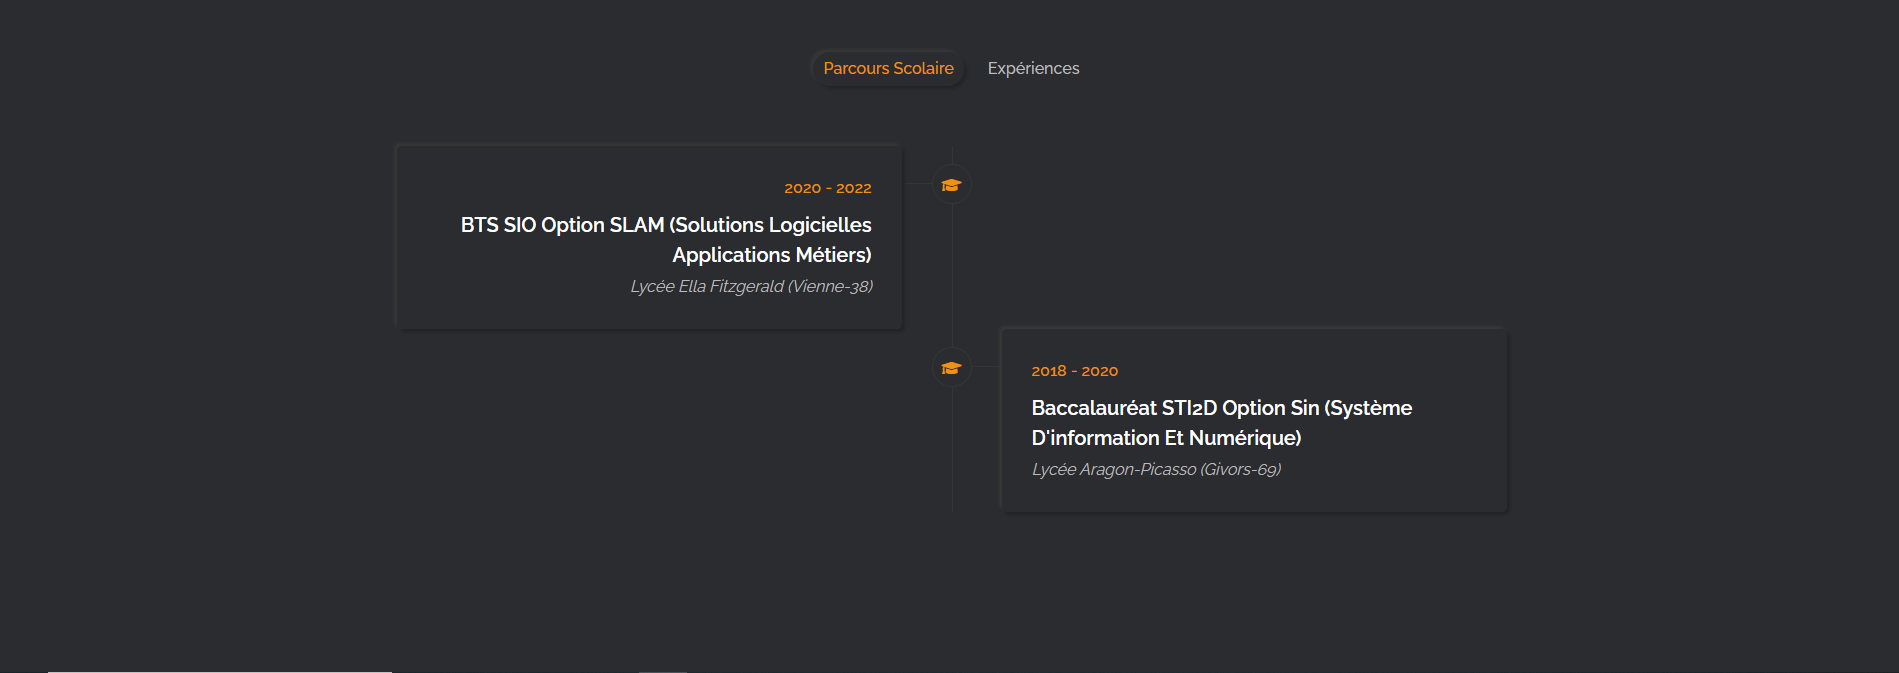 Parcours Scolaire
Expériences
2020 - 2022
BTS SIO Option SLAM (Solutions Logicielles
Applications Métiers)
Lycée Ella Fitzgerald (Vienne-38)
2018 - 2020
Baccalauréat STI2D Option Sin (Système
D'information Et Numérique)
Lycée Aragon-Picasso (Givors-69)